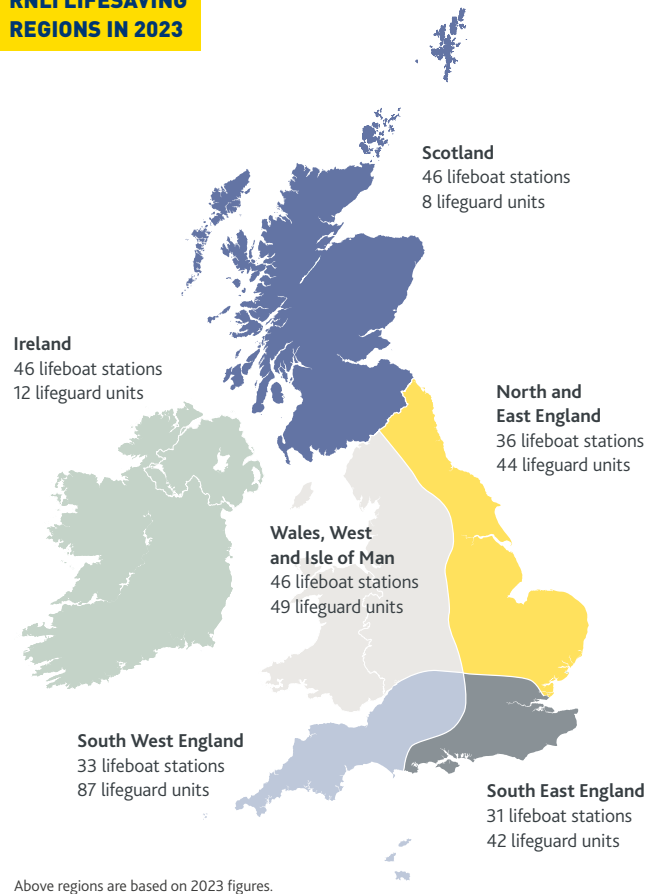 RNLI LIFESAVING
REGIONS IN 2023
Scotland
46 lifeboat stations
8 lifeguard units
Ireland
46 lifeboat stations
12 lifeguard units
North and
East England
36 lifeboat stations
44 lifeguard units
Wales, West
and Isle of Man
46 lifeboat stations
49 lifeguard units
South West England
33 lifeboat stations
87 lifeguard units
South East England
31 lifeboat stations
42 lifeguard units
Above regions are based on 2023 figures.